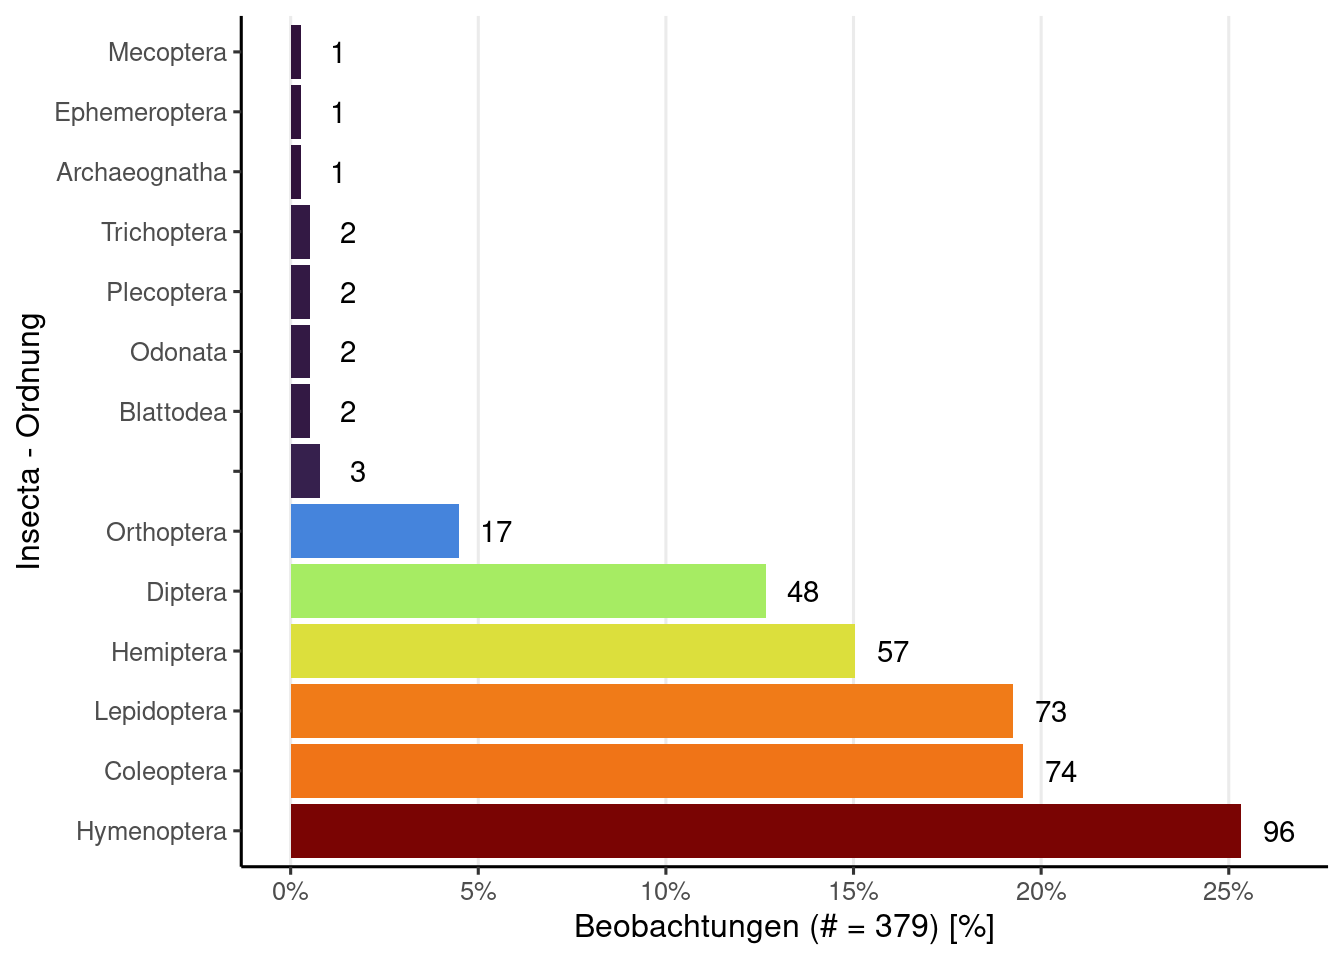 Insecta - Ordnung
Mecoptera 1
Ephemeroptera 1
Archaeognatha 1
Trichoptera 2
Plecoptera 2
Odonata 2
Blattodea 2
3
Orthoptera 17
Diptera 48
Hemiptera 57
Lepidoptera 73
Coleoptera 74
Hymenoptera 96
0% 5% 10% 15% 20% 25%
Beobachtungen (# = 379) [%]